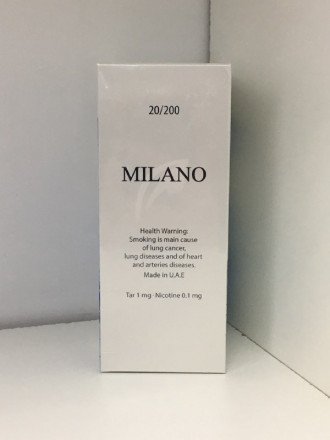 20/200
MILANO
Health Warning:
Smoking is main cause
of lung cancer,
lung diseases and of heart
and arteries diseases.
Made in U.A.E
Tar 1 mg - Nicotine 0.1 mg